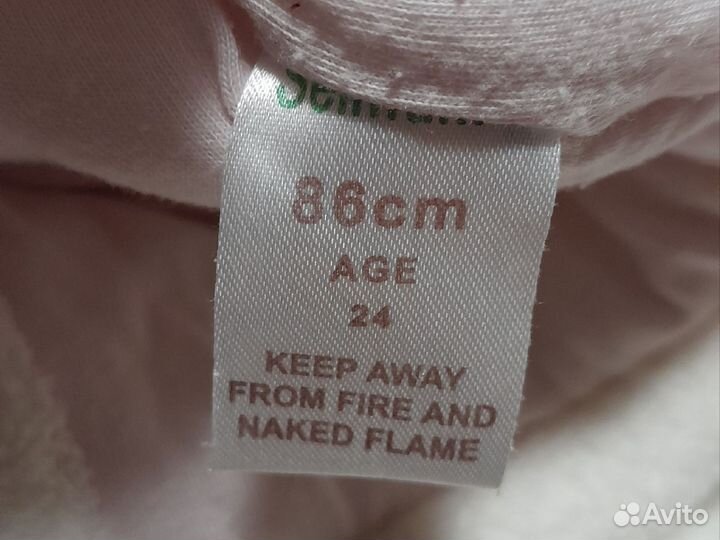 86cm
AGE
24
KEEP AWAY
FROM FIRE AND
NAKED FLAME
Avito